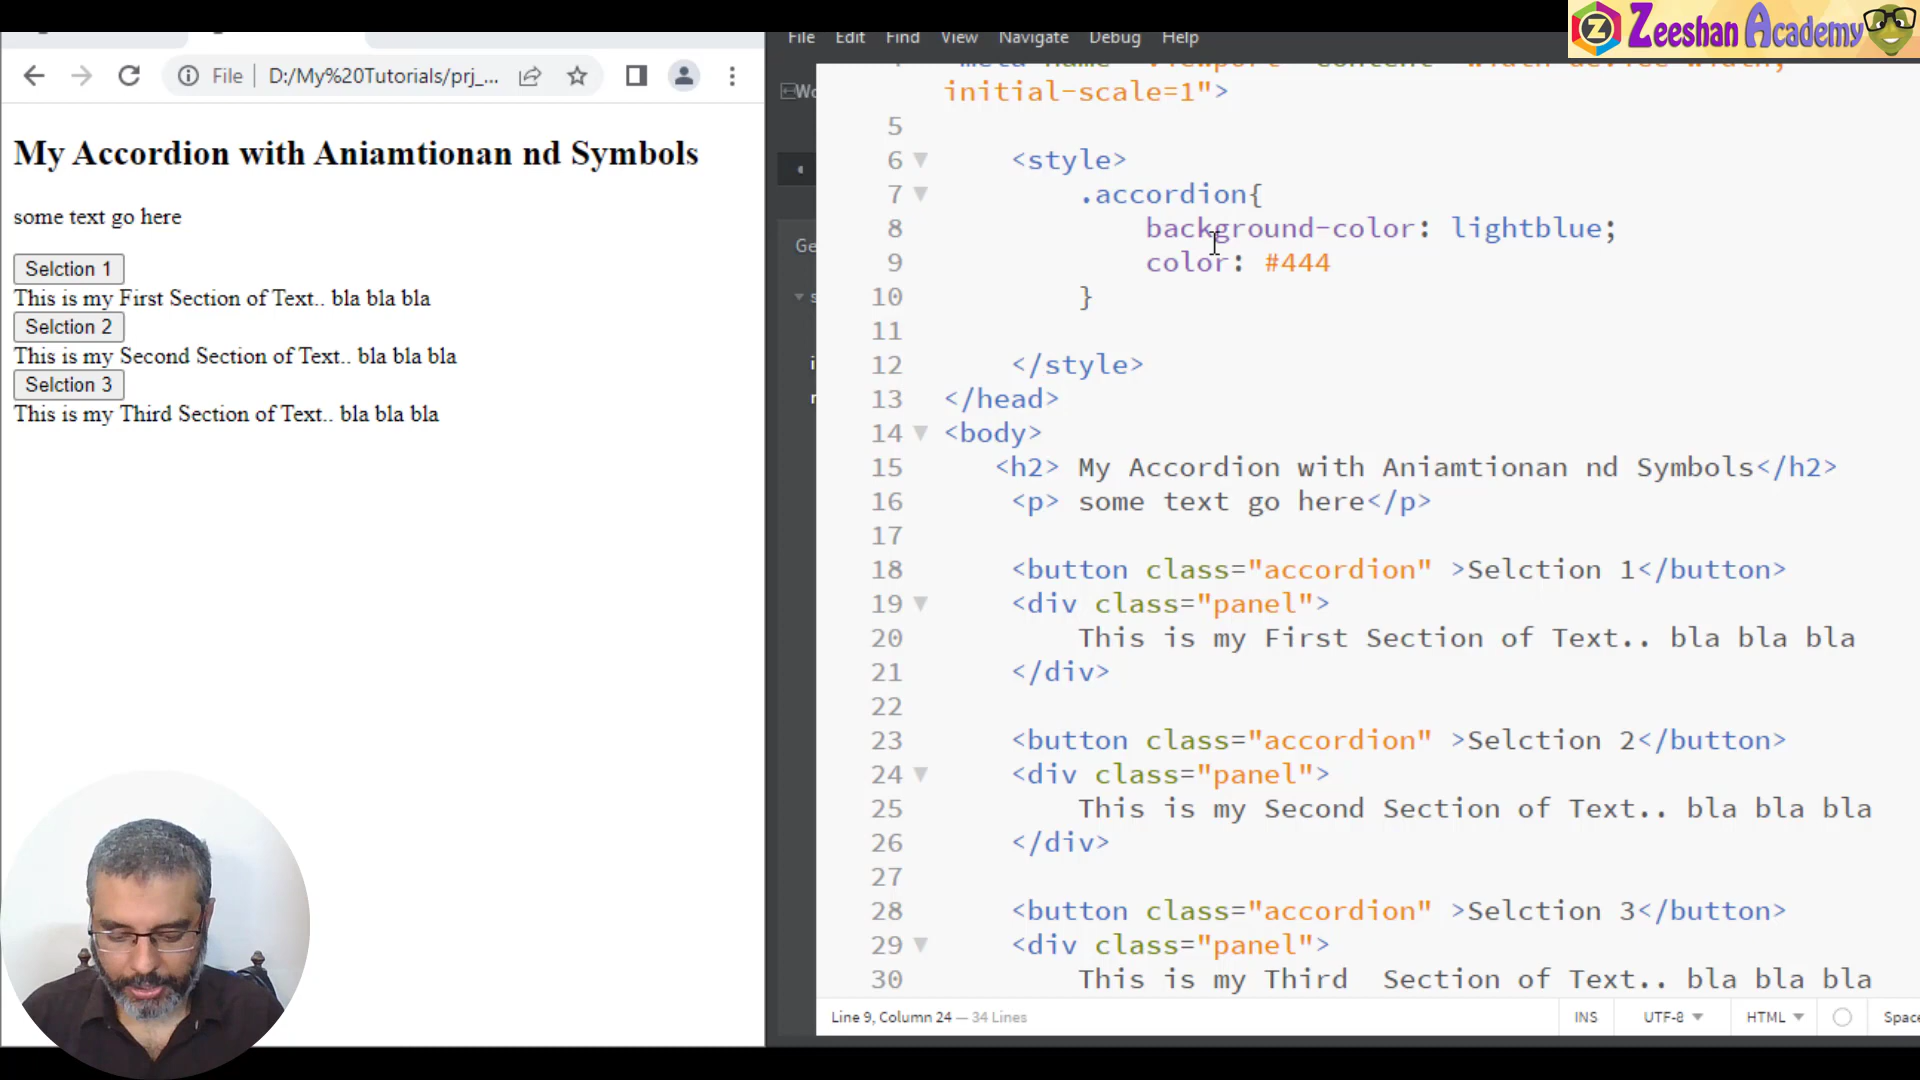 Zeeshan Academy
Z
File Edit Find View Navigate Debug Help
File D:/My%20Tutorials/prj_...
My Accordion with Aniamtionan nd Symbols
some text go here
Selction 1
This is my First Section of Text.. bla bla bla
Selction 2
This is my Second Section of Text.. bla bla bla
Selction 3
This is my Third Section of Text.. bla bla bla
Wo
Ge
initial-scale=1">
5
6 <style>
7 .accordion{
8 background-color: lightblue;
9 color: #444
10 }
11
12 </style>
13 </head>
14 <body>
15 <h2> My Accordion with Aniamtionan nd Symbols</h2>
16 <p> some text go here</p>
17
18 <button class="accordion" >Selction 1</button>
19 <div class="panel">
20 This is my First Section of Text.. bla bla bla
21 </div>
22
23 <button class="accordion" >Selction 2</button>
24 <div class="panel">
25 This is my Second Section of Text.. bla bla bla
26 </div>
27
28 <button class="accordion" >Selction 3</button>
29 <div class="panel">
30 This is my Third  Section of Text.. bla bla bla
Line 9, Column 24 — 34 Lines
INS UTF-8 HTML Space